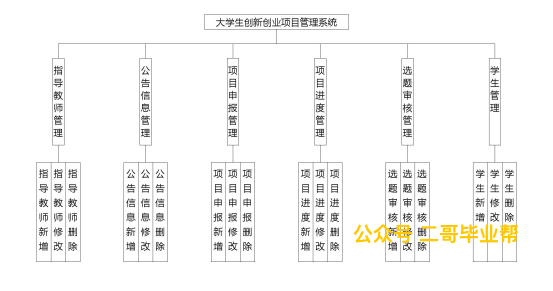 大学生创新创业项目管理系统
指导教师管理
公告信息管理
项目申报管理
项目进度管理
选题审核管理
学生管理
指导教师新增
指导教师修改
指导教师删除
公告信息新增
公告信息修改
公告信息删除
项目申报新增
项目申报修改
项目申报删除
项目进度新增
项目进度修改
项目进度删除
选题审核新增
选题审核修改
选题审核删除
学生新增
学生修改
学生删除
公众号 二哥毕业帮